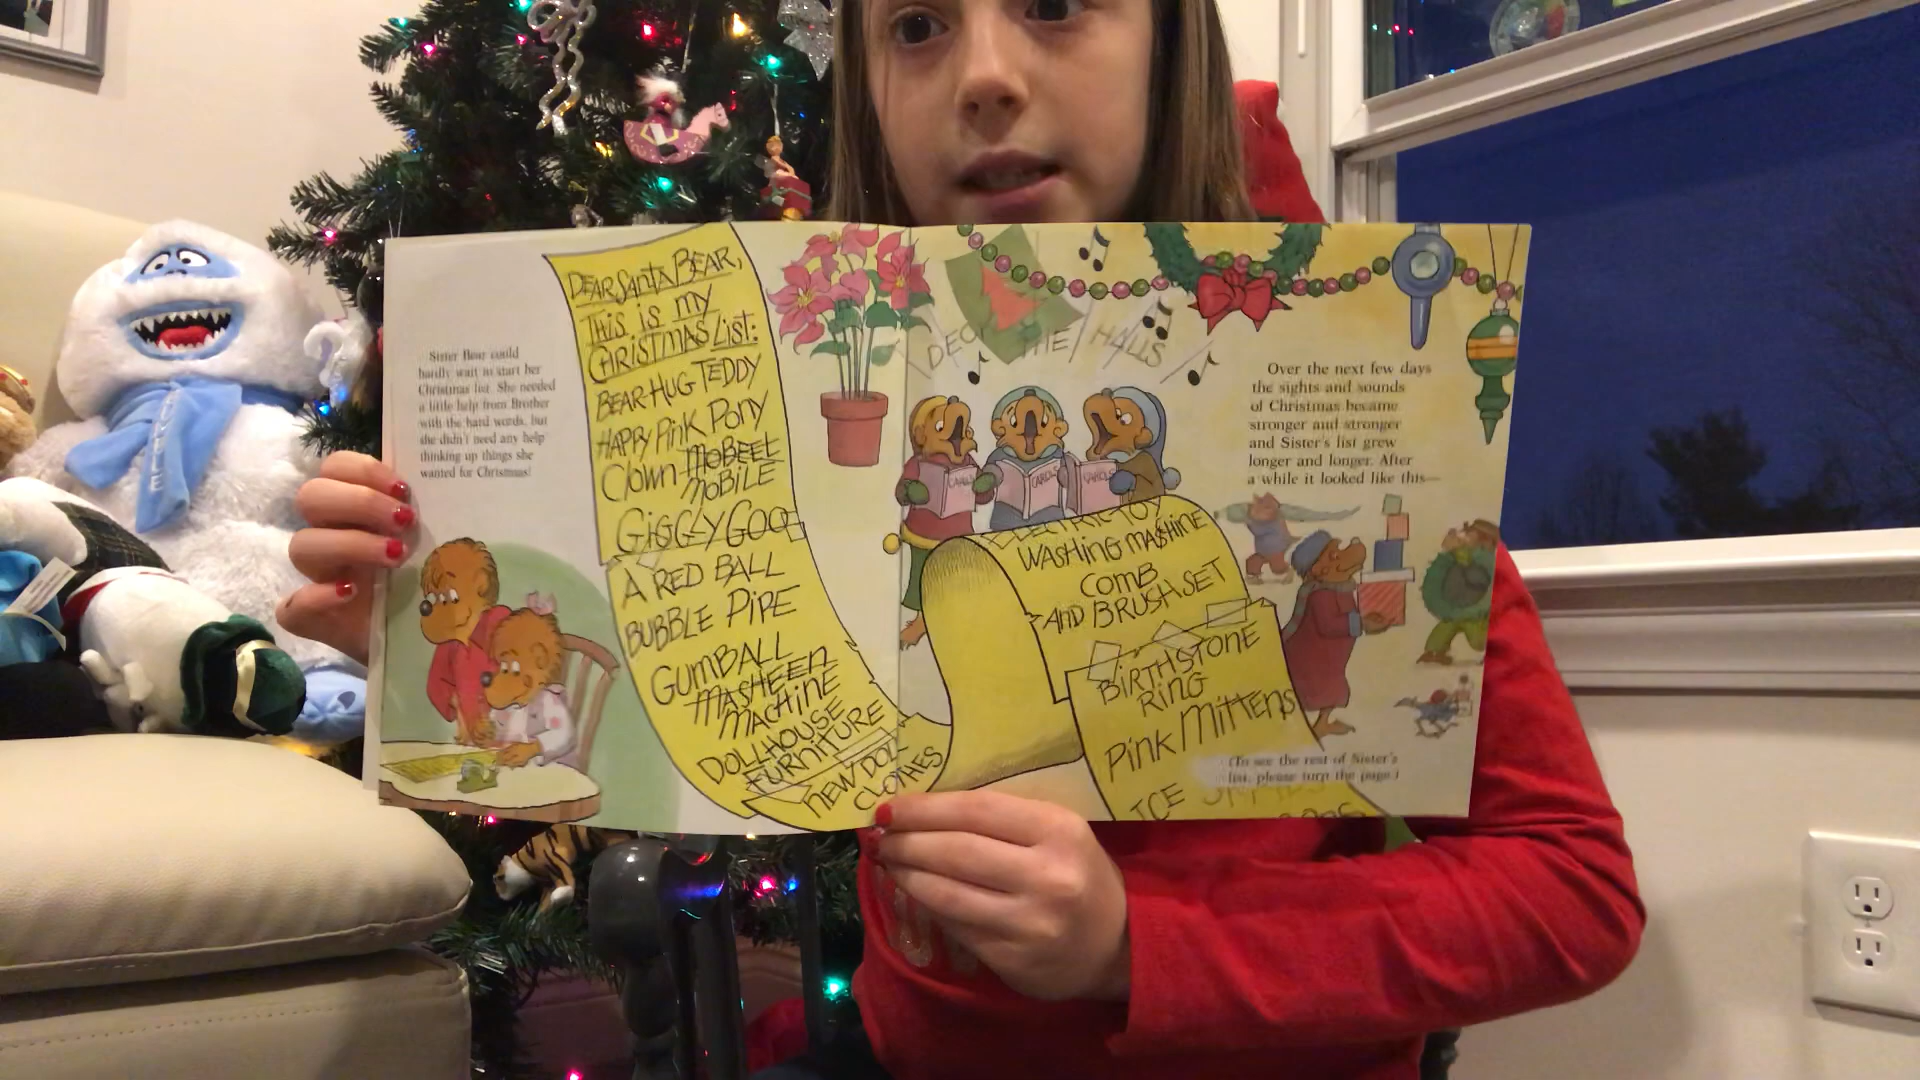 Sister Bear could
hardly wait to start her
Christmas list. She needed
a little help from Brother
with the hard words, but
she didn't need any help
thinking up things she
wanted for Christmas!
DEAR SANTA BEAR,
THIS IS MY
CHRISTMAS LIST:
BEAR HUG TEDDY
HAPPY PINK PONY
CLOWN MOBEEL
MOBILE
GIGGLY GOO
A RED BALL
BUBBLE PIPE
GUMBALL
MASHEEN
MACHINE
DOLLHOUSE
FURNITURE
NEW DOLL
CLOTHES
DECK THE HALLS
CAROLS
CAROLS
CAROLS
ELECTRIC TOY
WASHING MASHINE
COMB
AND BRUSH SET
BIRTHSTONE
RING
PINK MITTENS
ICE
Over the next few days
the sights and sounds
of Christmas became
stronger and stronger
and Sister's list grew
longer and longer. After
a while it looked like this—
(To see the rest of Sister's
list, please turn the page.)